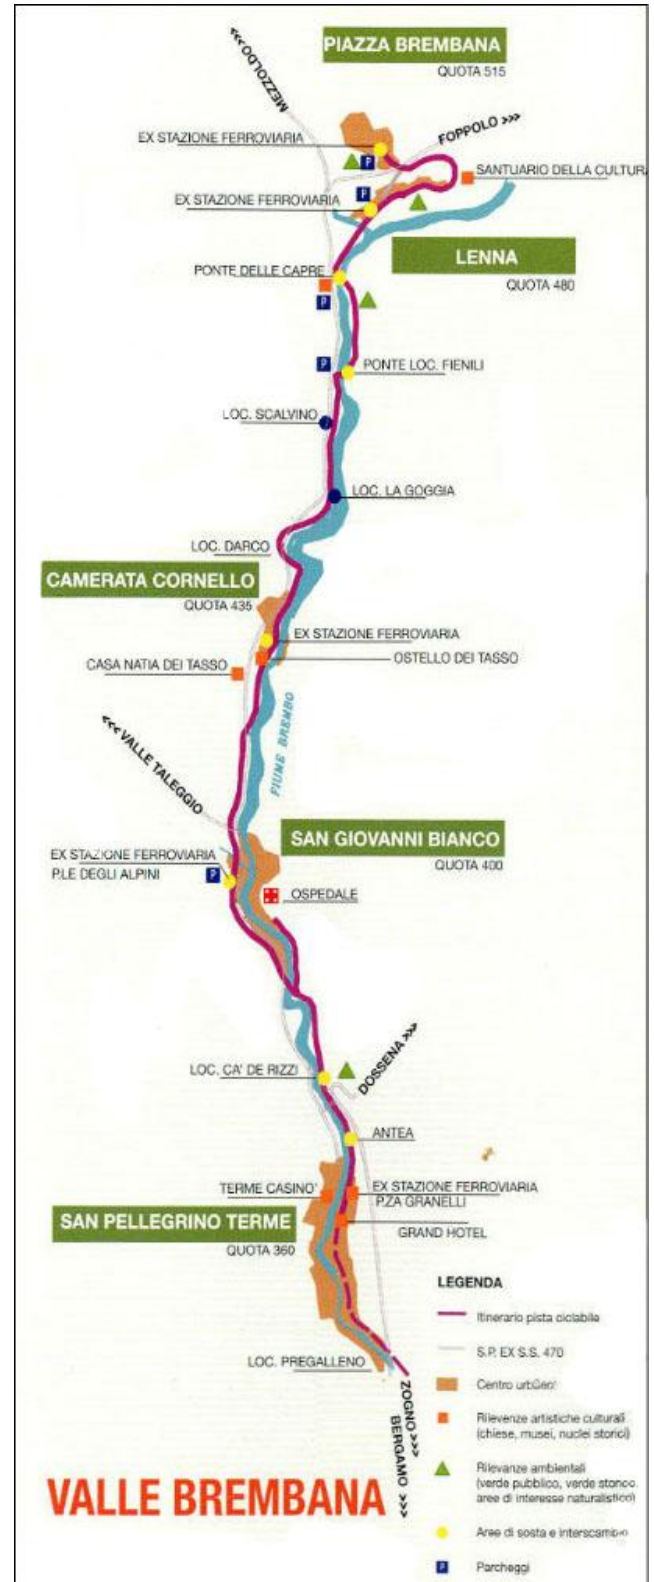 PIAZZA BREMBANA
QUOTA 515
MEZZOLDO >>>
EX STAZIONE FERROVIARIA
FOPPOLO >>>
P
SANTUARIO DELLA CULTURA
P
EX STAZIONE FERROVIARIA
LENNA
QUOTA 480
PONTE DELLE CAPRE
P
P
PONTE LOC. FIENILI
LOC. SCALVINO
LOC. LA GOGGIA
LOC. DARCO
CAMERATA CORNELLO
QUOTA 435
EX STAZIONE FERROVIARIA
OSTELLO DEI TASSO
CASA NATIA DEI TASSO
FIUME BREMBO
<<< VALLE TALEGGIO
SAN GIOVANNI BIANCO
QUOTA 400
EX STAZIONE FERROVIARIA
P.LE DEGLI ALPINI
P
OSPEDALE
LOC. CA' DE RIZZI
DOSSENA >>>
ANTEA
TERME CASINO'
EX STAZIONE FERROVIARIA
P.ZA GRANELLI
SAN PELLEGRINO TERME
QUOTA 360
GRAND HOTEL
LOC. PREGALLENO
ZOGNO >>>
BERGAMO >>>
LEGENDA
Itinerario pista ciclabile
S.P. EX S.S. 470
Centro
Rilevenze artistiche culturali
(chiese, musei, nuclei storici)
Rilevanze ambientali
(verde pubblico, verde storico,
aree di interesse naturalistico)
Aree di sosta e interscambio
P
Parcheggi
VALLE BREMBANA